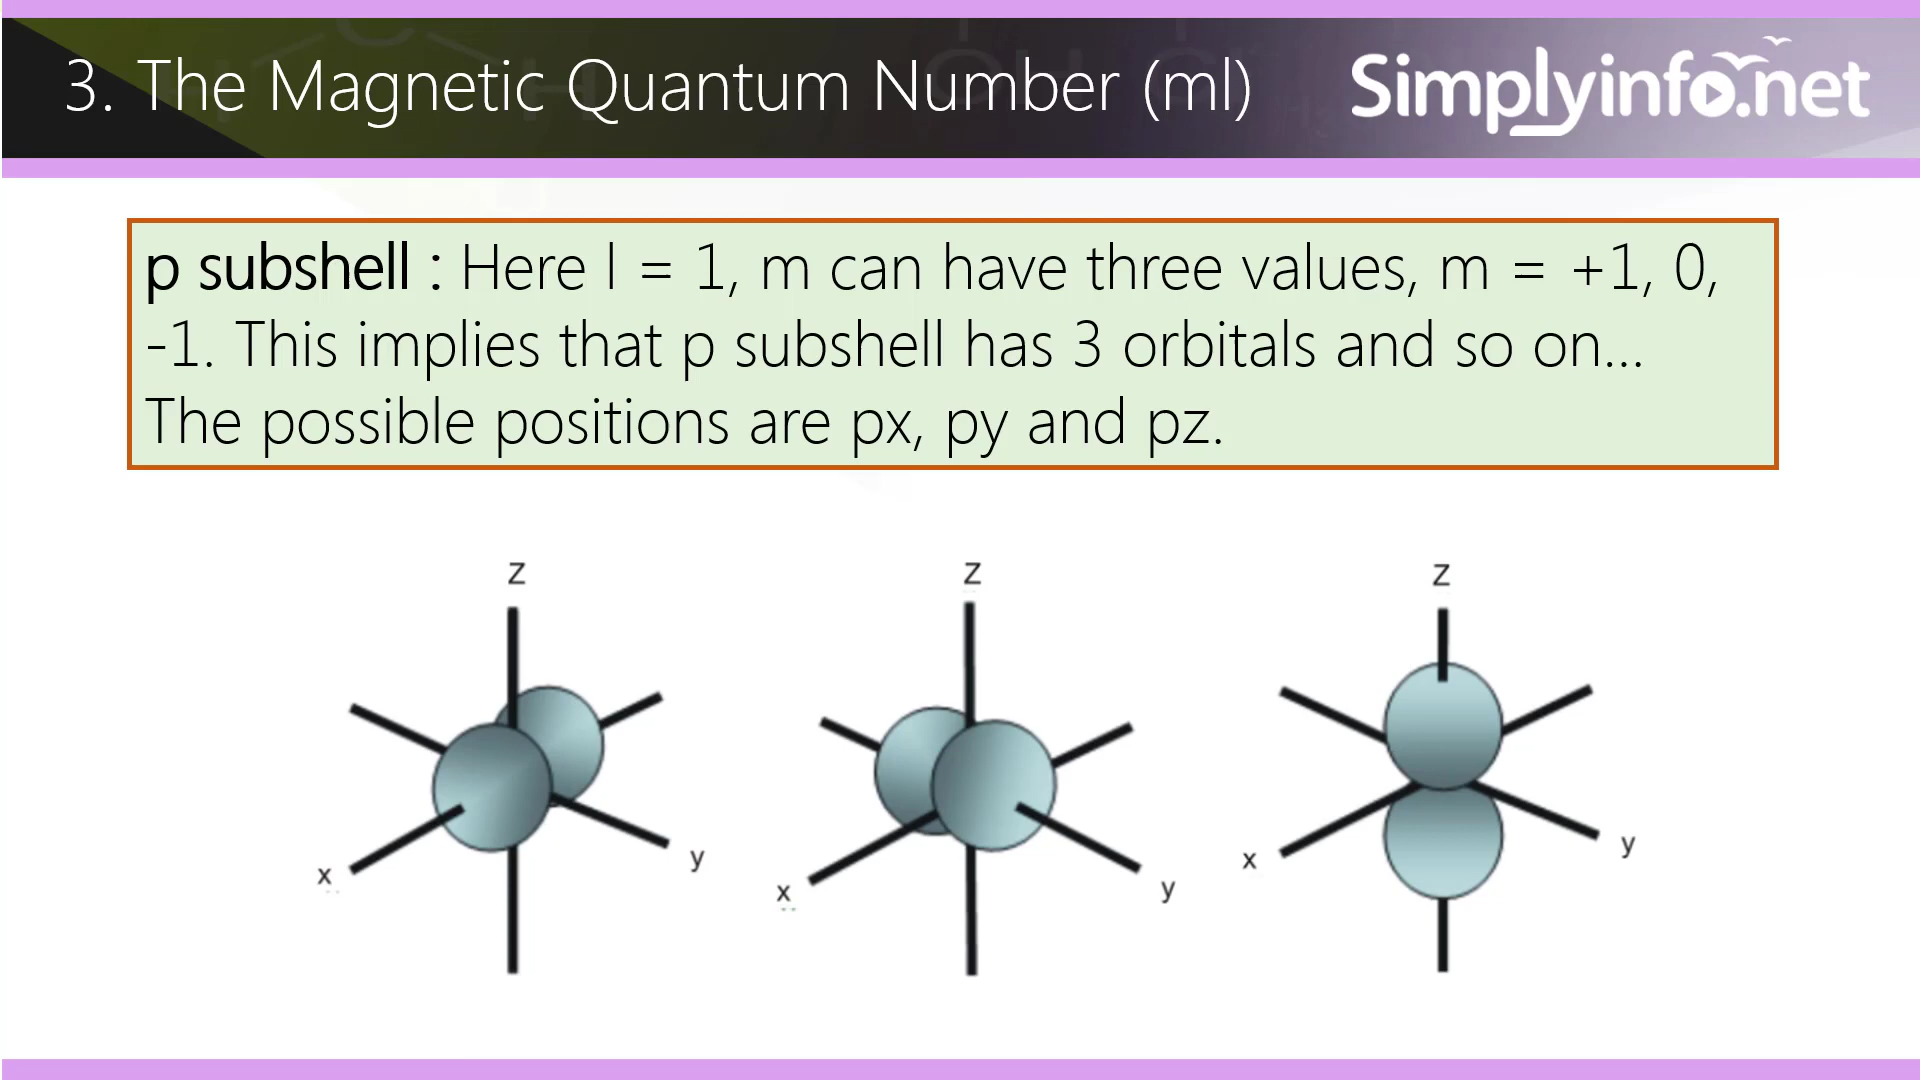 3. The Magnetic Quantum Number (ml)
Simplyinfo.net
p subshell : Here l = 1, m can have three values, m = +1, 0,
-1. This implies that p subshell has 3 orbitals and so on...
The possible positions are px, py and pz.
z
z
z
x
y
x
y
x
y